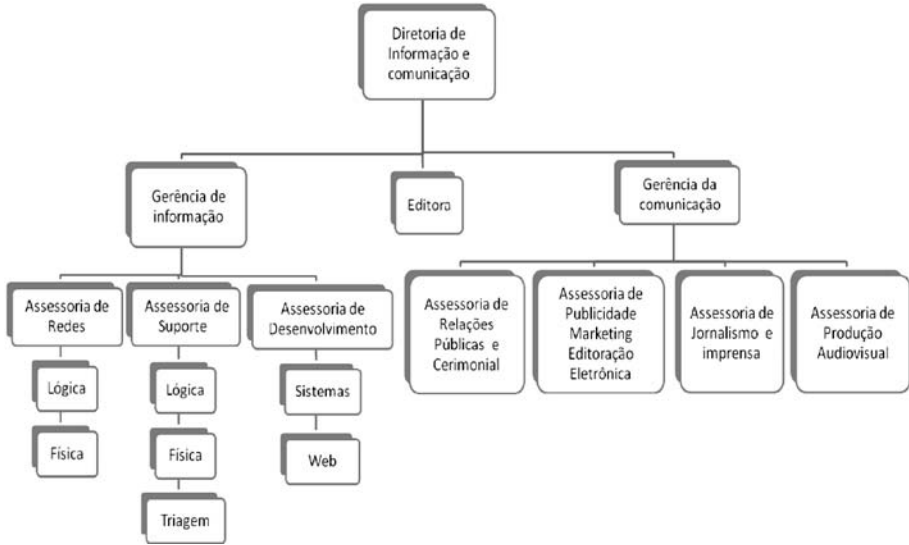 Diretoria de
Informação e
comunicação
Gerência de
informação
Editora
Gerência da
comunicação
Assessoria de
Redes
Assessoria de
Suporte
Assessoria de
Desenvolvimento
Assessoria de
Relações
Públicas e
Cerimonial
Assessoria de
Publicidade
Marketing
Editoração
Eletrônica
Assessoria de
Jornalismo e
imprensa
Assessoria de
Produção
Audiovisual
Lógica
Física
Lógica
Física
Triagem
Sistemas
Web